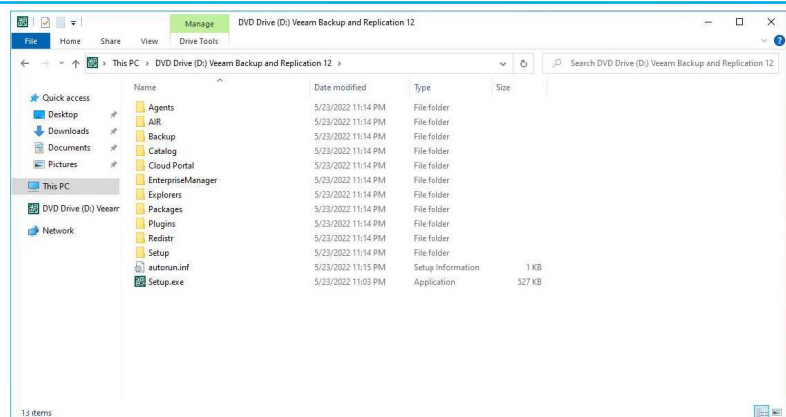 Manage DVD Drive (D:) Veeam Backup and Replication 12
File Home Share View Drive Tools
This PC > DVD Drive (D:) Veeam Backup and Replication 12 > Search DVD Drive (D:) Veeam Backup and Replication 12
Name Date modified Type Size
Quick access
Desktop
Downloads
Documents
Pictures
This PC
DVD Drive (D:) Veeam
Network
Agents 5/23/2022 11:14 PM File folder
AIR 5/23/2022 11:14 PM File folder
Backup 5/23/2022 11:14 PM File folder
Catalog 5/23/2022 11:14 PM File folder
Cloud Portal 5/23/2022 11:14 PM File folder
EnterpriseManager 5/23/2022 11:14 PM File folder
Explorers 5/23/2022 11:14 PM File folder
Packages 5/23/2022 11:14 PM File folder
Plugins 5/23/2022 11:14 PM File folder
Redistr 5/23/2022 11:14 PM File folder
Setup 5/23/2022 11:14 PM File folder
autorun.inf 5/23/2022 11:15 PM Setup Information 1 KB
Setup.exe 5/23/2022 11:03 PM Application 527 KB
13 items